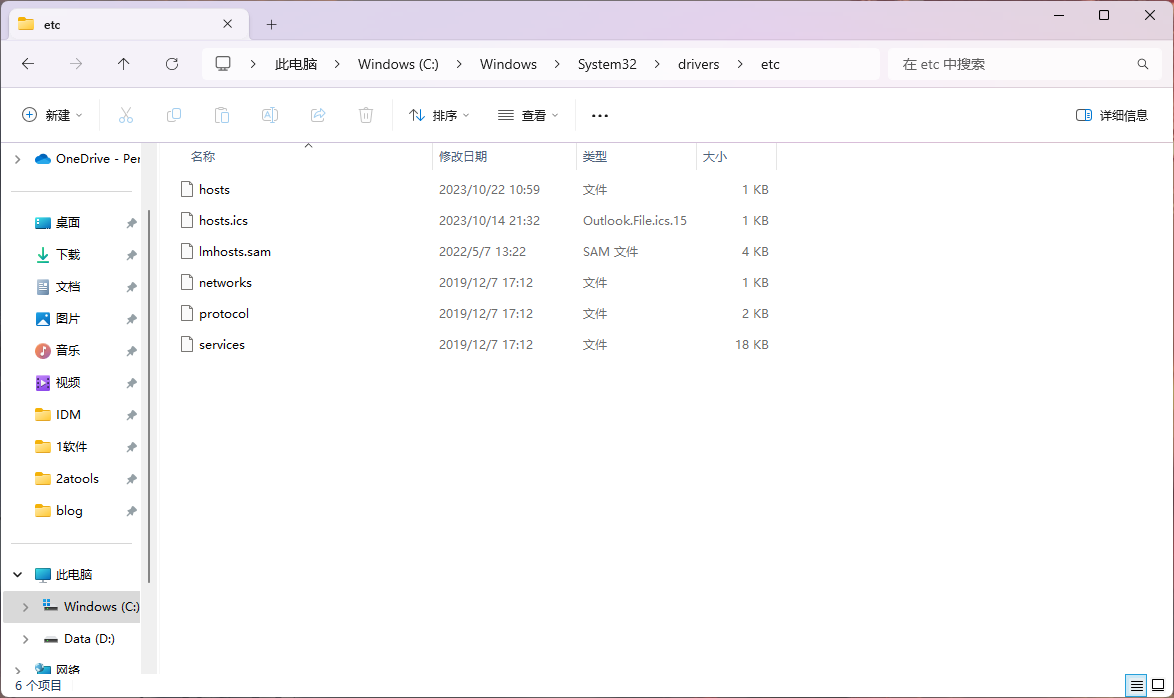 etc
此电脑 Windows (C:) Windows System32 drivers etc
在 etc 中搜索
新建 排序 查看 详细信息
OneDrive - Per
桌面
下载
文档
图片
音乐
视频
IDM
1软件
2atools
blog
此电脑
Windows (C:)
Data (D:)
网络
名称 修改日期 类型 大小
hosts 2023/10/22 10:59 文件 1 KB
hosts.ics 2023/10/14 21:32 Outlook.File.ics.15 1 KB
lmhosts.sam 2022/5/7 13:22 SAM 文件 4 KB
networks 2019/12/7 17:12 文件 1 KB
protocol 2019/12/7 17:12 文件 2 KB
services 2019/12/7 17:12 文件 18 KB
6 个项目